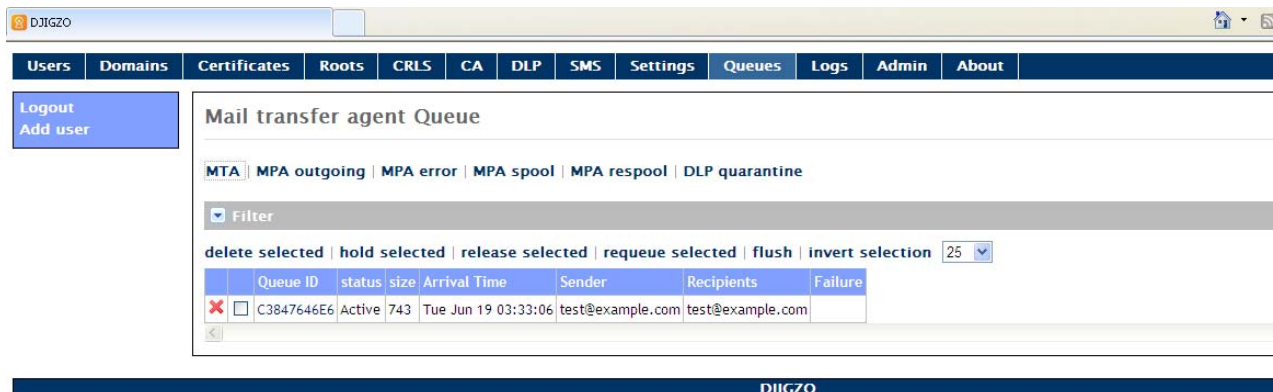 DJIGZO
Users Domains Certificates Roots CRLS CA DLP SMS Settings Queues Logs Admin About
Logout
Add user
Mail transfer agent Queue
MTA | MPA outgoing | MPA error | MPA spool | MPA respool | DLP quarantine
Filter
delete selected | hold selected | release selected | requeue selected | flush | invert selection 25
Queue ID status size Arrival Time Sender Recipients Failure
C3847646E6 Active 743 Tue Jun 19 03:33:06 test@example.com test@example.com
DJIGZO